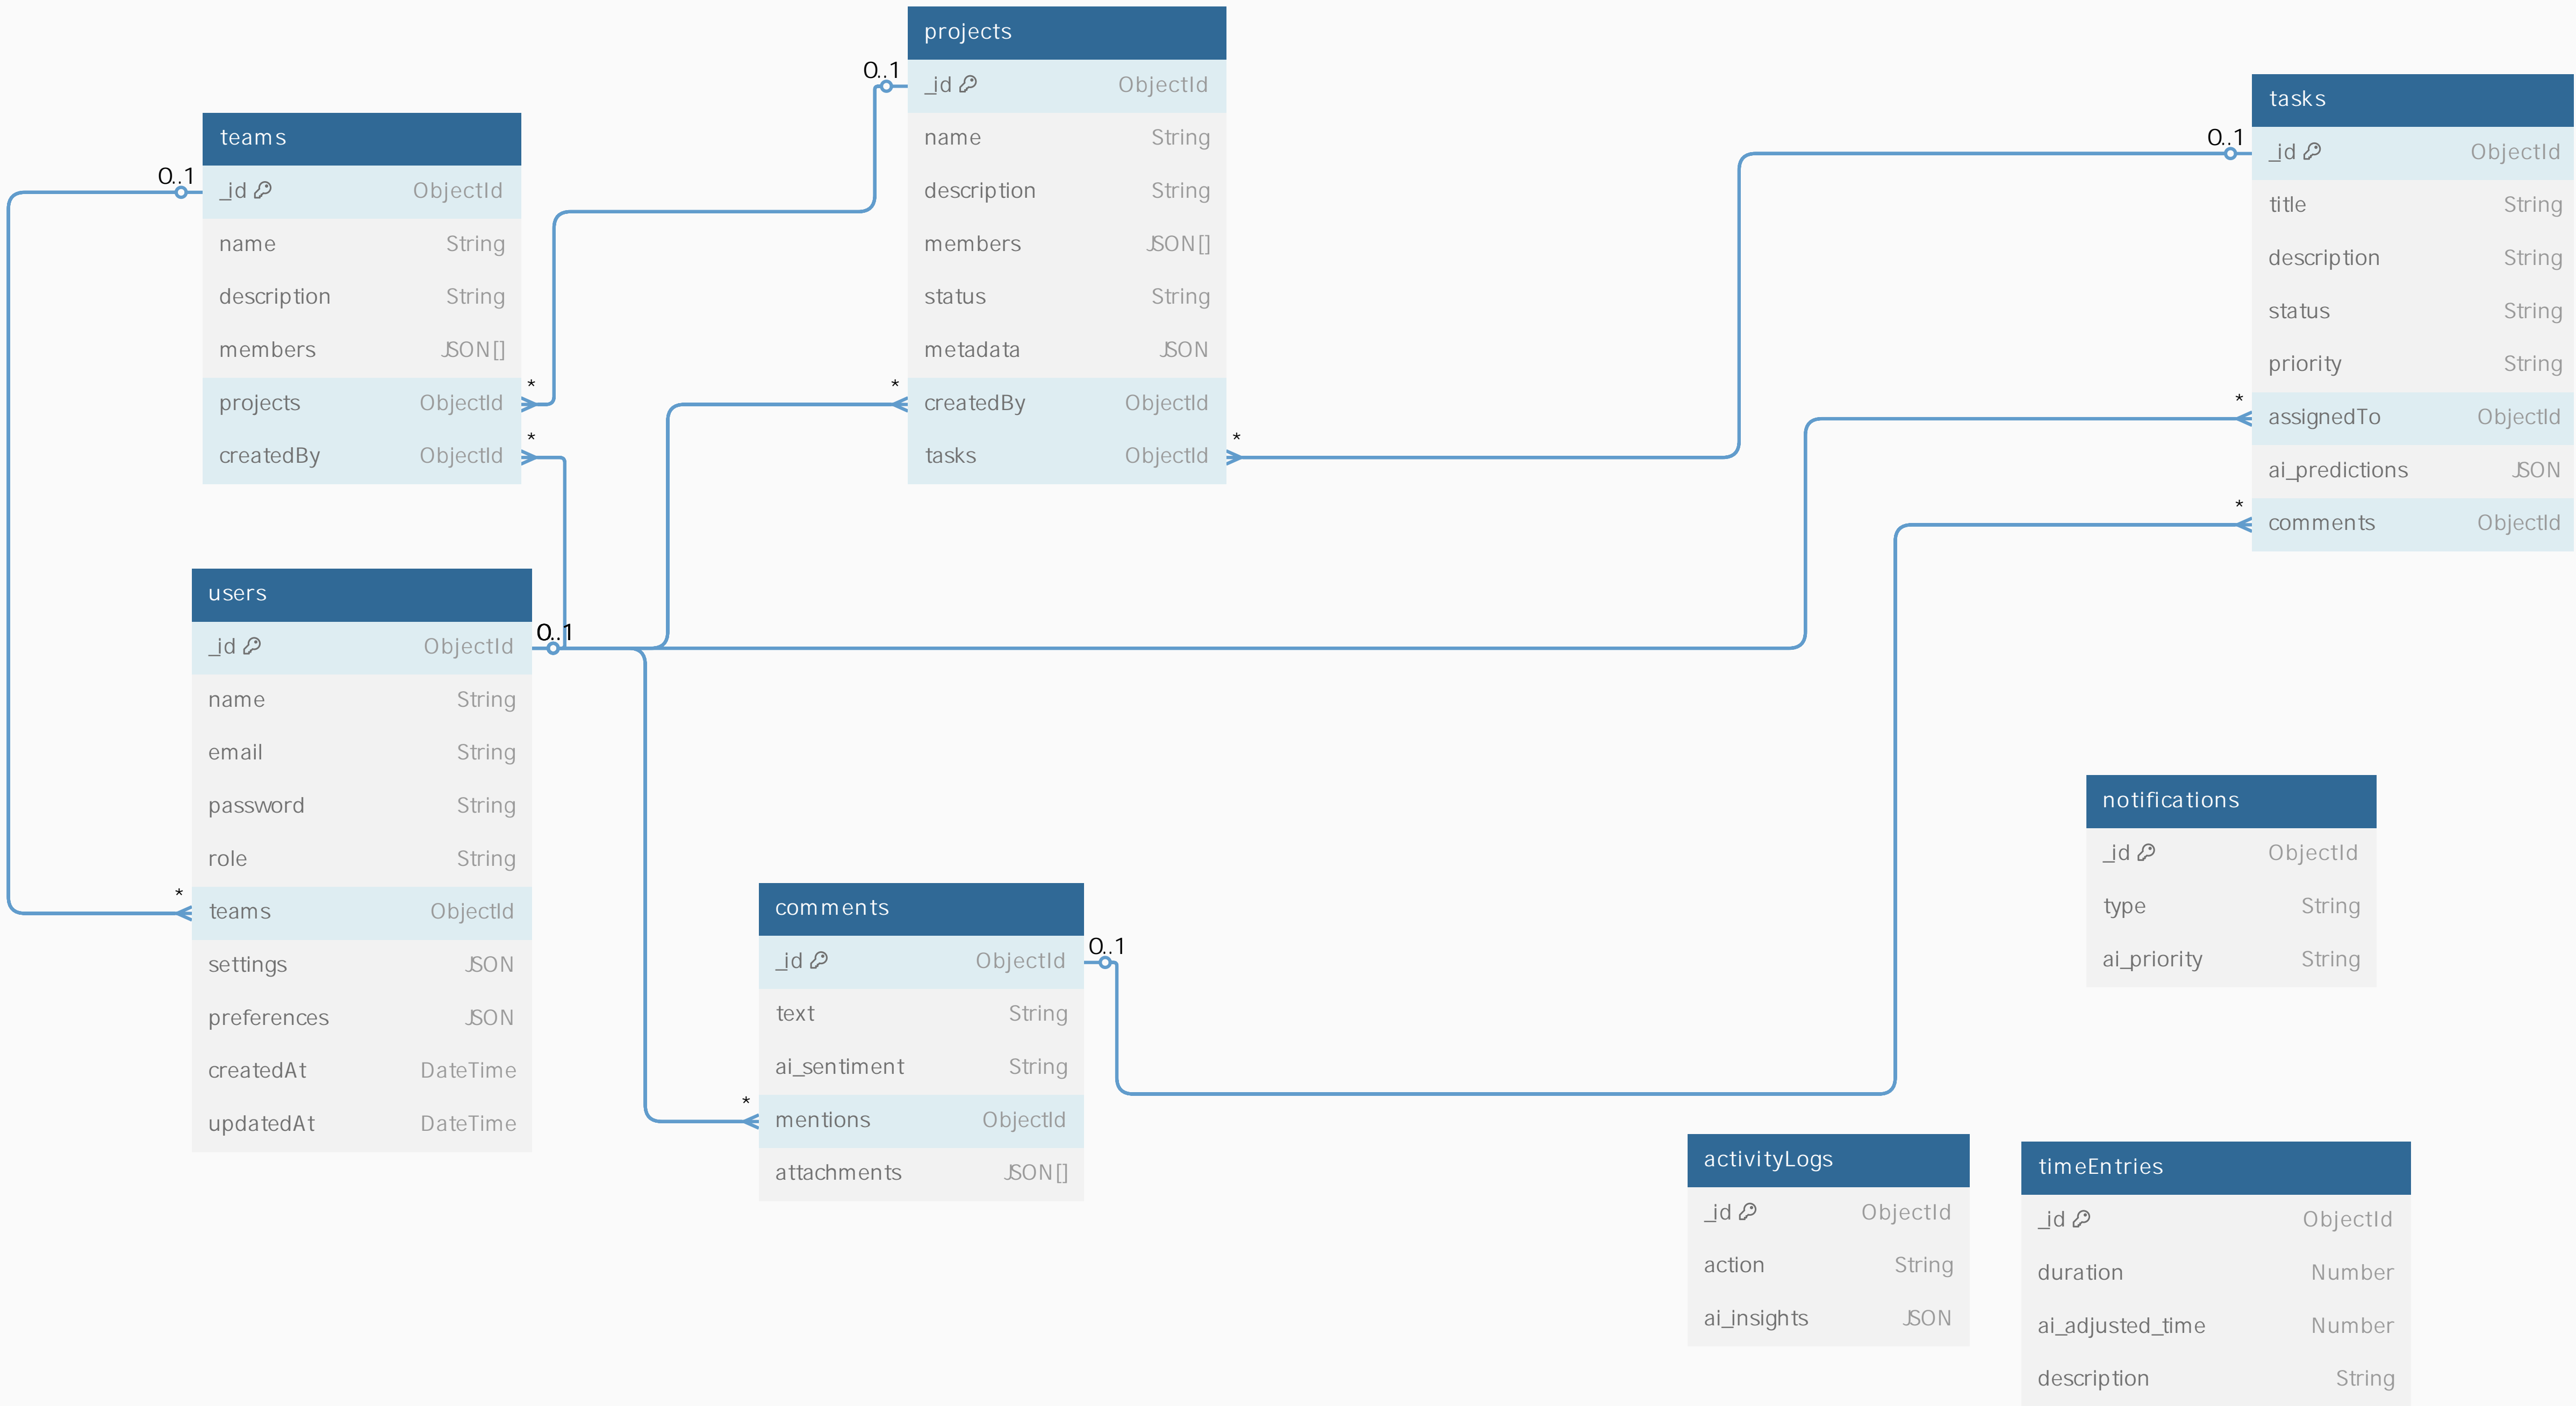 projects
0..1
_id ObjectId
name String
description String
members JSON[]
status String
metadata JSON
* createdBy ObjectId
tasks ObjectId *
tasks
0..1
_id ObjectId
title String
description String
status String
priority String
*
assignedTo ObjectId
ai_predictions JSON
*
comments ObjectId
teams
0..1
_id ObjectId
name String
description String
members JSON[]
projects ObjectId *
createdBy ObjectId *
users
_id ObjectId 0..1
name String
email String
password String
role String
*
teams ObjectId
settings JSON
preferences JSON
createdAt DateTime
updatedAt DateTime
comments
_id ObjectId 0..1
text String
ai_sentiment String
*
mentions ObjectId
attachments JSON[]
notifications
_id ObjectId
type String
ai_priority String
activityLogs
_id ObjectId
action String
ai_insights JSON
timeEntries
_id ObjectId
duration Number
ai_adjusted_time Number
description String